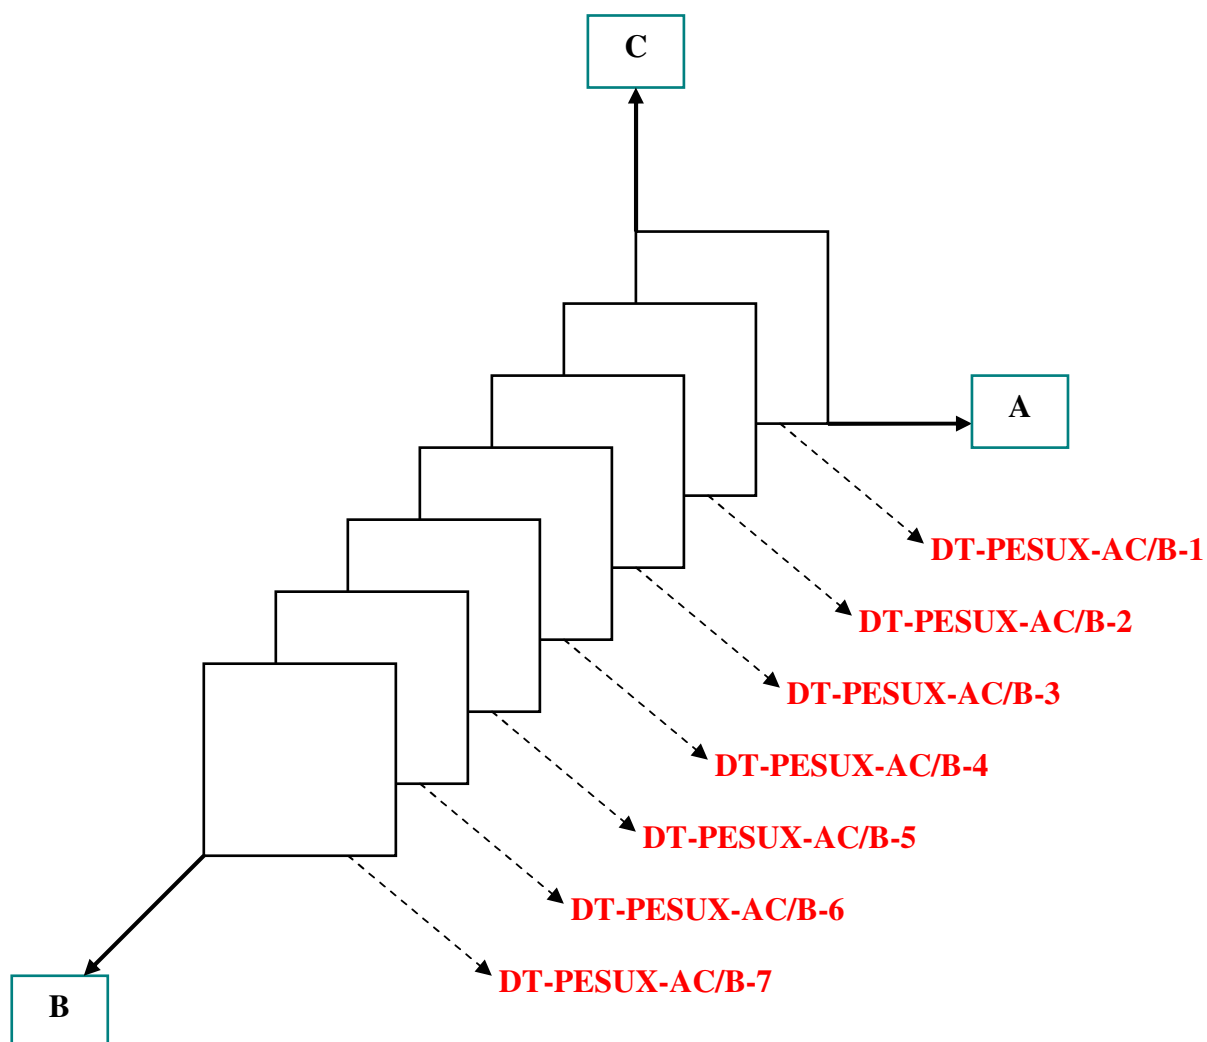 C
A
DT-PESUX-AC/B-1
DT-PESUX-AC/B-2
DT-PESUX-AC/B-3
DT-PESUX-AC/B-4
DT-PESUX-AC/B-5
DT-PESUX-AC/B-6
DT-PESUX-AC/B-7
B